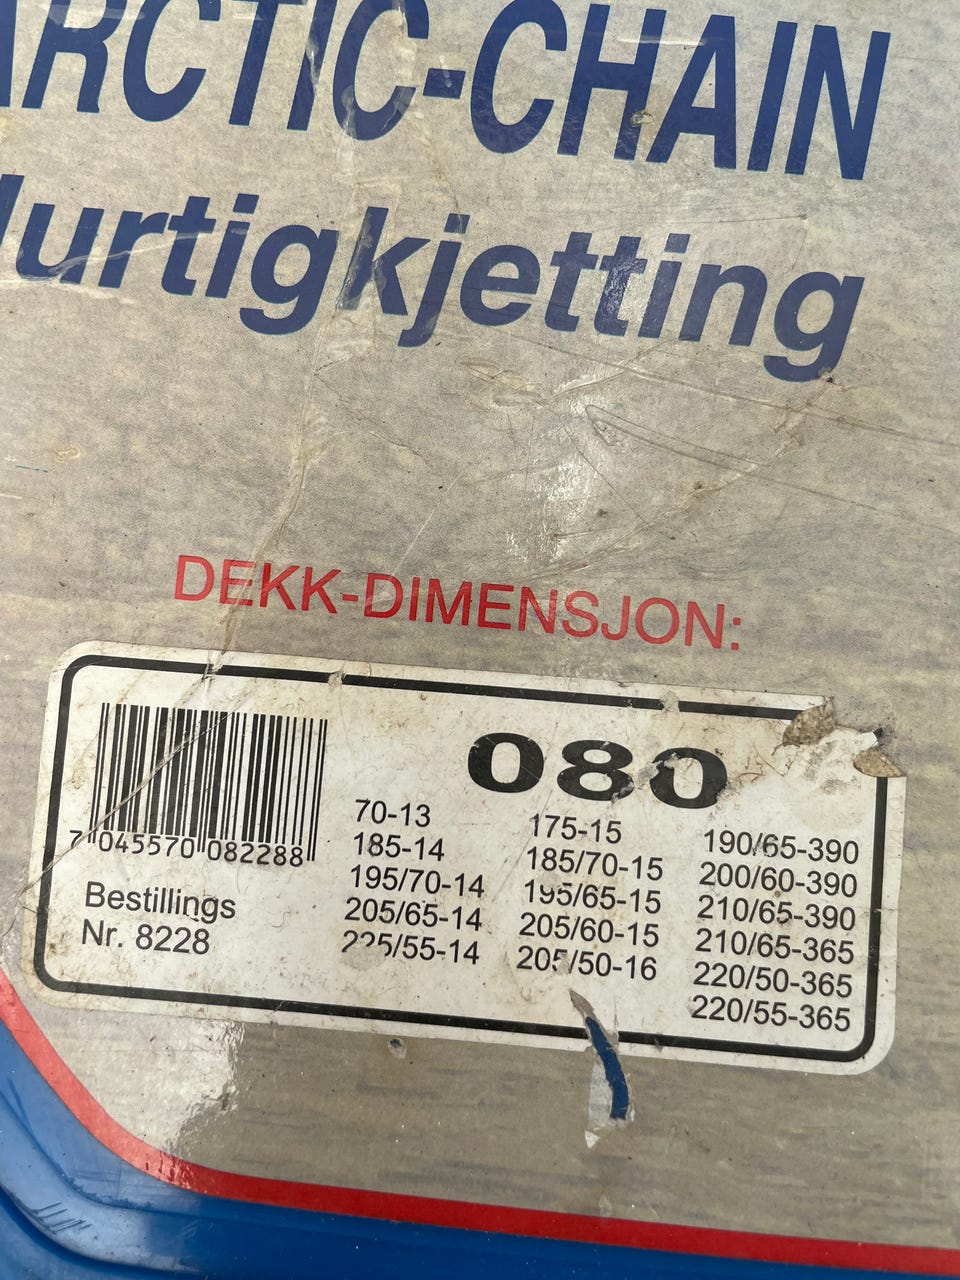 ARCTIC-CHAIN
Hurtigkjetting
DEKK-DIMENSJON:
080
7 045570 082288
Bestillings
Nr. 8228
70-13
185-14
195/70-14
205/65-14
225/55-14
175-15
185/70-15
195/65-15
205/60-15
205/50-16
190/65-390
200/60-390
210/65-390
210/65-365
220/50-365
220/55-365